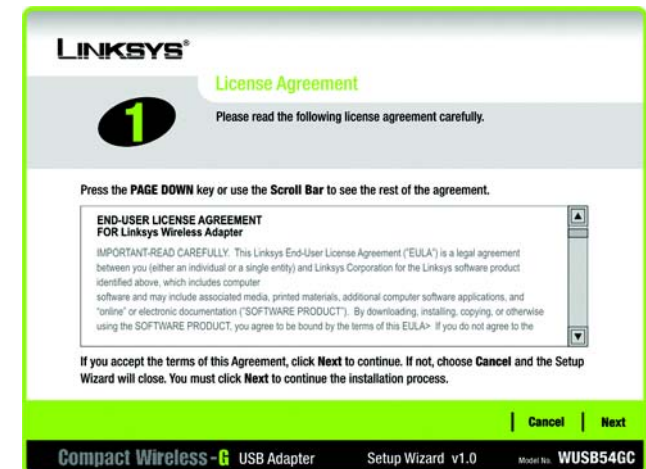 LINKSYS®
License Agreement
1
Please read the following license agreement carefully.
Press the PAGE DOWN key or use the Scroll Bar to see the rest of the agreement.
END-USER LICENSE AGREEMENT
FOR Linksys Wireless Adapter
IMPORTANT-READ CAREFULLY. This Linksys End-User License Agreement ("EULA") is a legal agreement
between you (either an individual or a single entity) and Linksys Corporation for the Linksys software product
identified above, which includes computer
software and may include associated media, printed materials, additional computer software applications, and
"online" or electronic documentation ("SOFTWARE PRODUCT"). By downloading, installing, copying, or otherwise
using the SOFTWARE PRODUCT, you agree to be bound by the terms of this EULA> If you do not agree to the
If you accept the terms of this Agreement, click Next to continue. If not, choose Cancel and the Setup
Wizard will close. You must click Next to continue the installation process.
Cancel
Next
Compact Wireless-G USB Adapter
Setup Wizard v1.0
Model No. WUSB54GC